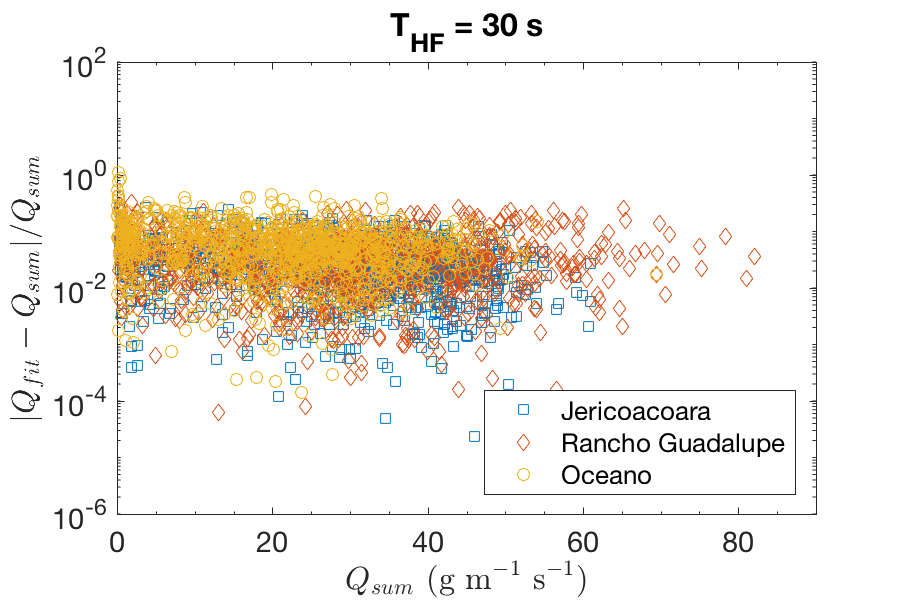 T_HF = 30 s
10^2
10^0
10^-2
10^-4
10^-6
|Q_fit − Q_sum|/Q_sum
Jericoacoara
Rancho Guadalupe
Oceano
0 20 40 60 80
Q_sum (g m^−1 s^−1)